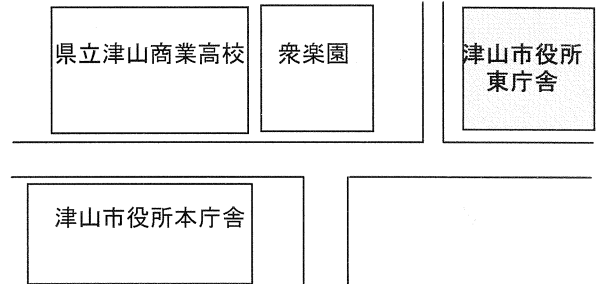 県立津山商業高校
衆楽園
津山市役所
東庁舎
津山市役所本庁舎